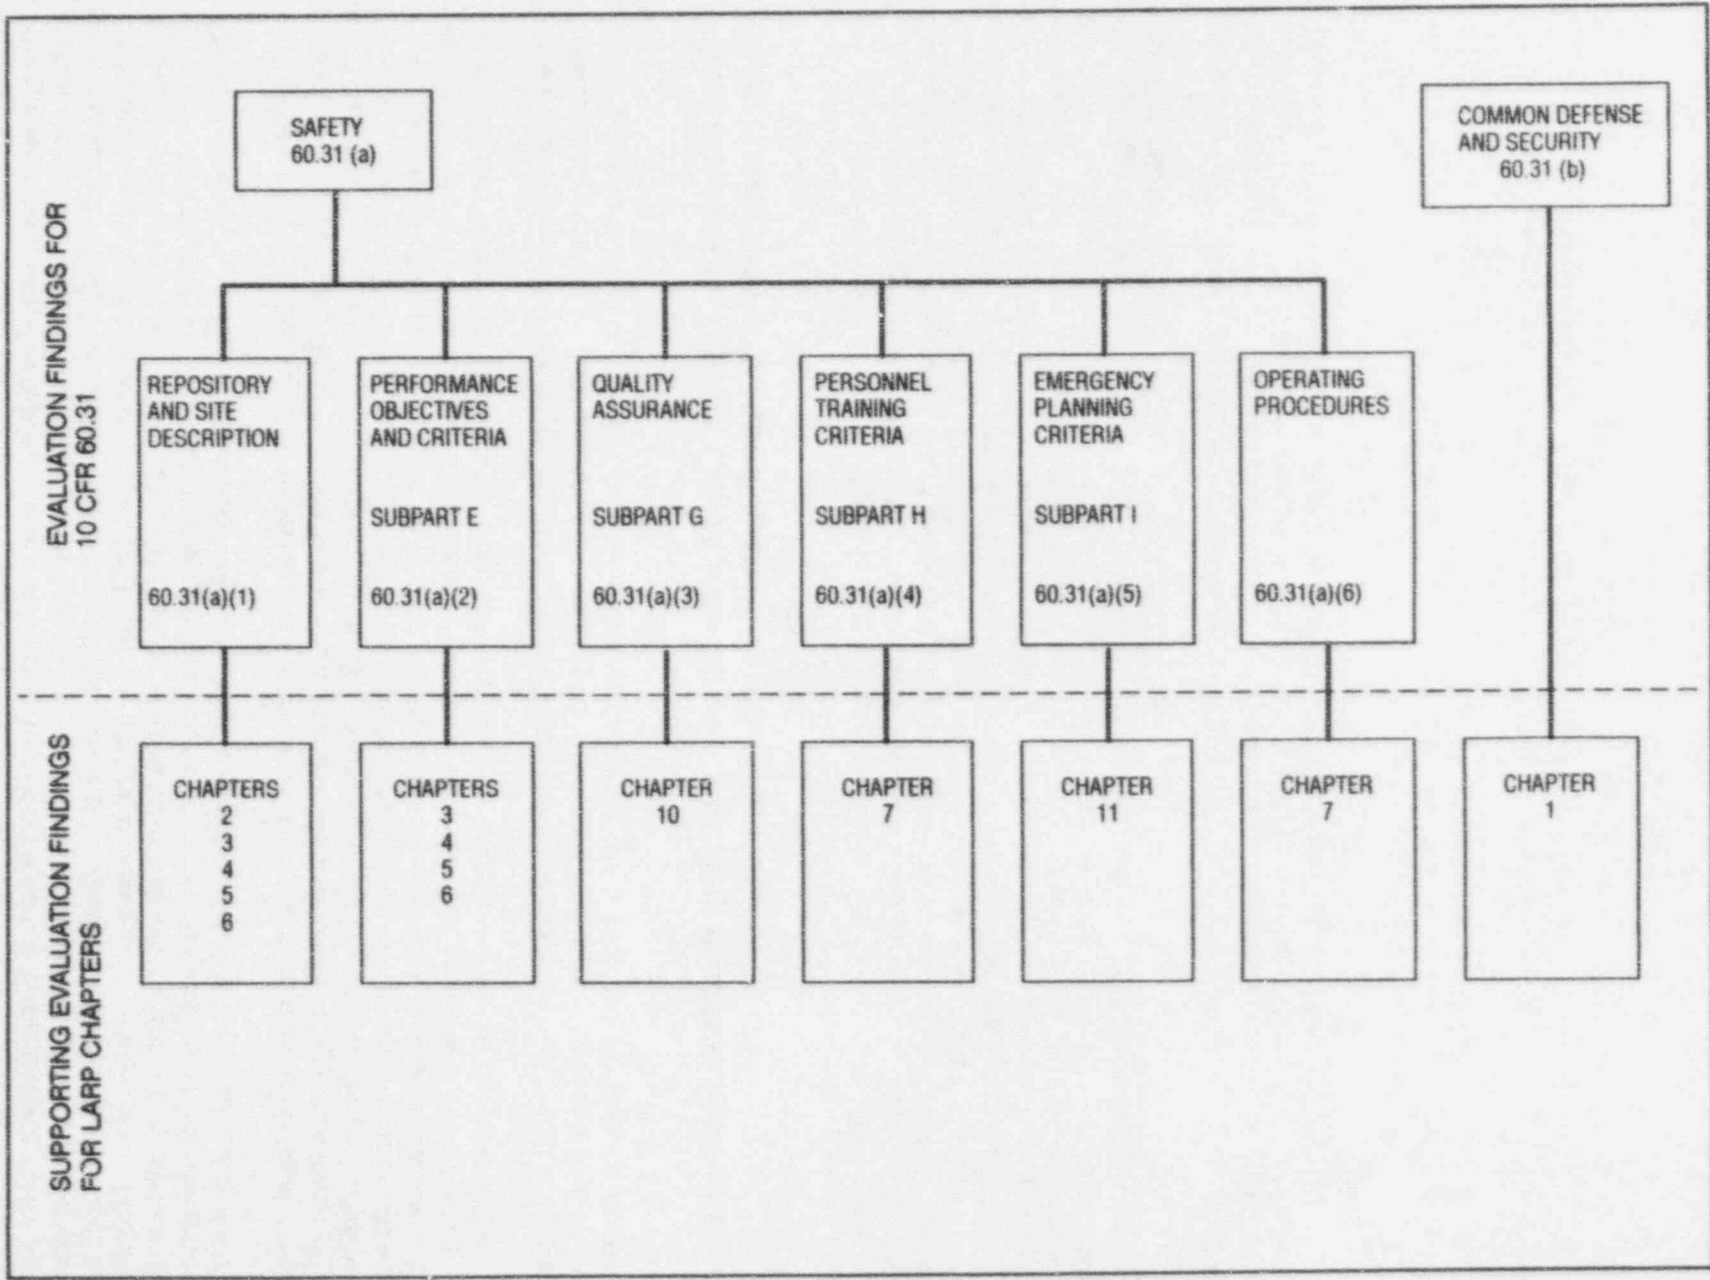 EVALUATION FINDINGS FOR
10 CFR 60.31
SAFETY
60.31 (a)
COMMON DEFENSE
AND SECURITY
60.31 (b)
REPOSITORY
AND SITE
DESCRIPTION
60.31(a)(1)
PERFORMANCE
OBJECTIVES
AND CRITERIA
SUBPART E
60.31(a)(2)
QUALITY
ASSURANCE
SUBPART G
60.31(a)(3)
PERSONNEL
TRAINING
CRITERIA
SUBPART H
60.31(a)(4)
EMERGENCY
PLANNING
CRITERIA
SUBPART I
60.31(a)(5)
OPERATING
PROCEDURES
60.31(a)(6)
SUPPORTING EVALUATION FINDINGS
FOR LARP CHAPTERS
CHAPTERS
2
3
4
5
6
CHAPTERS
3
4
5
6
CHAPTER
10
CHAPTER
7
CHAPTER
11
CHAPTER
7
CHAPTER
1